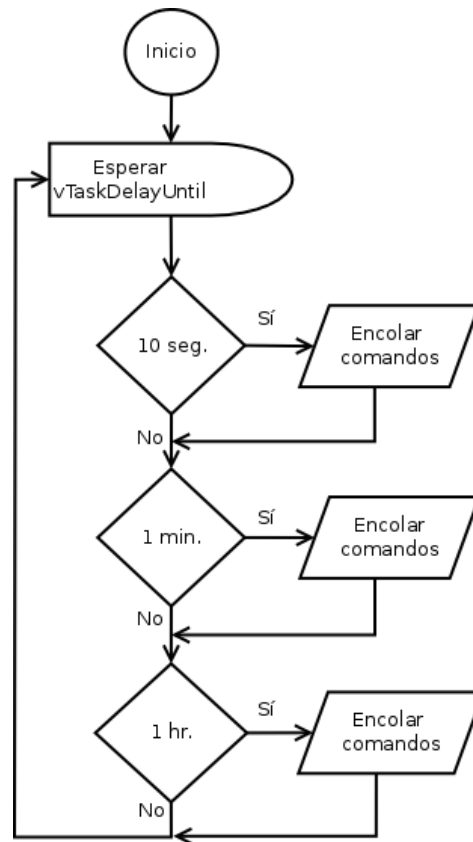 Inicio
Esperar
vTaskDelayUntil
10 seg.
Sí
Encolar
comandos
No
1 min.
Sí
Encolar
comandos
No
1 hr.
Sí
Encolar
comandos
No